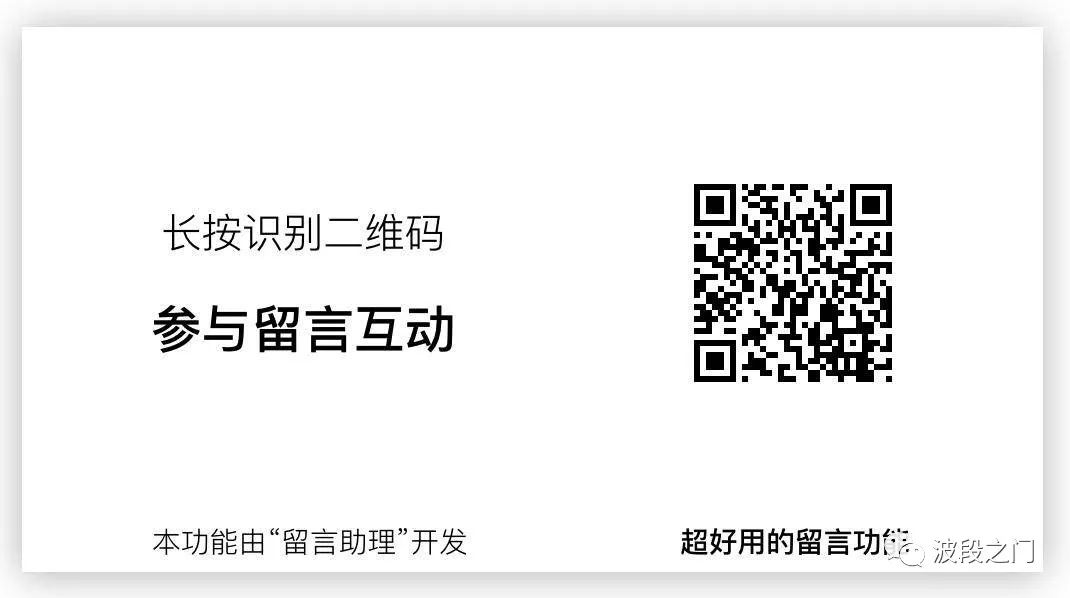 长按识别二维码
参与留言互动
本功能由“留言助理”开发
超好用的留言功能
波段之门